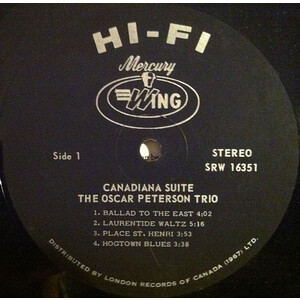 HI-FI
Mercury
WING
Side 1
STEREO
SRW 16351
CANADIANA SUITE
THE OSCAR PETERSON TRIO
1. BALLAD TO THE EAST 4:02
2. LAURENTIDE WALTZ 5:16
3. PLACE ST. HENRI 3:53
4. HOGTOWN BLUES 3:38
DISTRIBUTED BY LONDON RECORDS OF CANADA (1967) LTD.